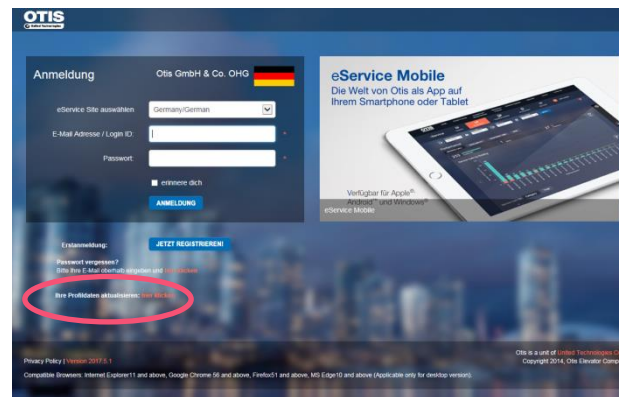 OTIS
Anmeldung
Otis GmbH & Co. OHG
eService Site auswählen
Germany/German
E-Mail Adresse / Login ID:
*
Passwort
*
erinnere dich
ANMELDUNG
Erstanmeldung:
JETZT REGISTRIEREN!
Passwort vergessen?
Bitte Ihre E-Mail oberhalb eingeben und
Ihre Profildaten aktualisieren: hier klicken
eService Mobile
Die Welt von Otis als App auf
Ihrem Smartphone oder Tablet
OTIS
Verfügbar für Apple®
Android™ und Windows®
eService Mobile
Otis is a unit of United Technologies
Copyright 2014, Otis Elevator
Privacy Policy | Version 2017.5.1
Compatible Browsers: Internet Explorer11 and above, Google Chrome 56 and above, Firefox51 and above, MS Edge10 and above (Applicable only for desktop version).